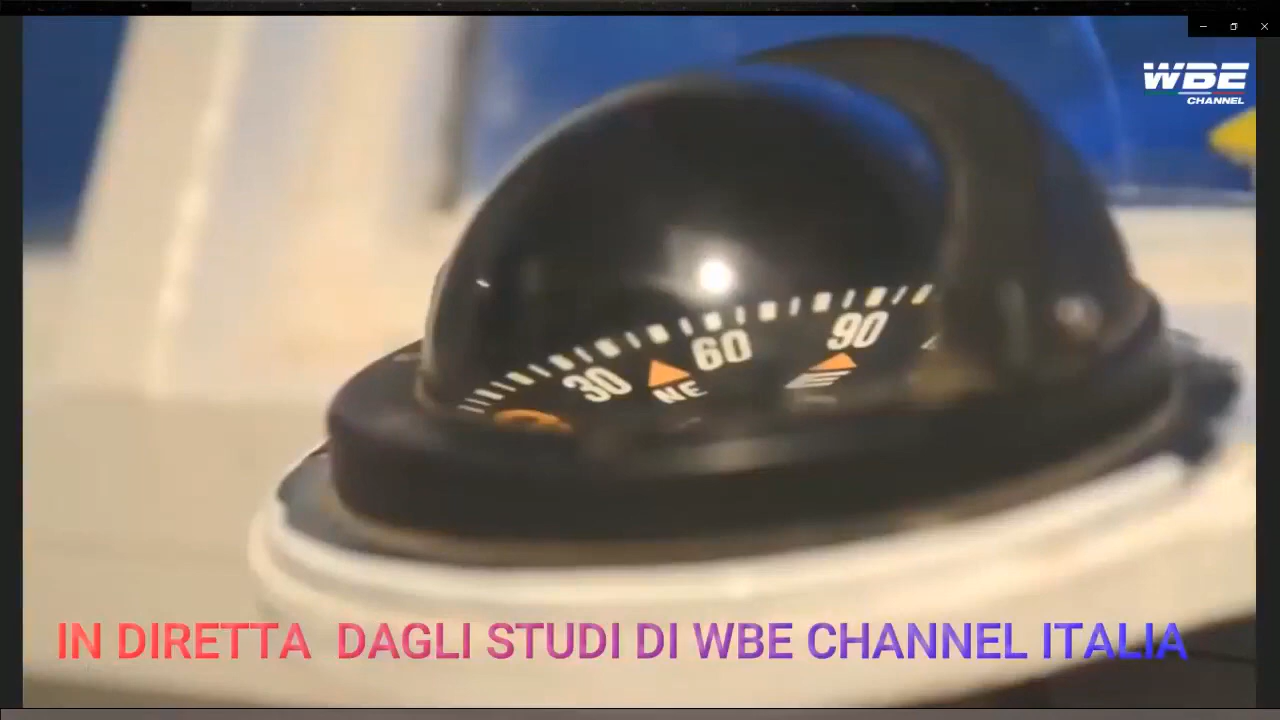 WBE
CHANNEL
30 60 90
NE E
IN DIRETTA DAGLI STUDI DI WBE CHANNEL ITALIA